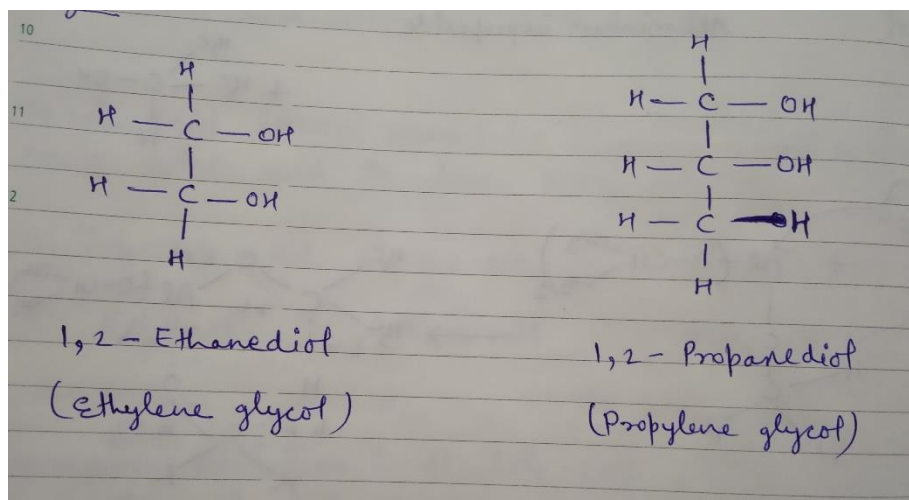 10
11
2
H
H — C — OH
H — C — OH
H
1,2 - Ethanediol
(Ethylene glycol)
H
H — C — OH
H — C — OH
H — C — H
H
1,2 - Propanediol
(Propylene glycol)